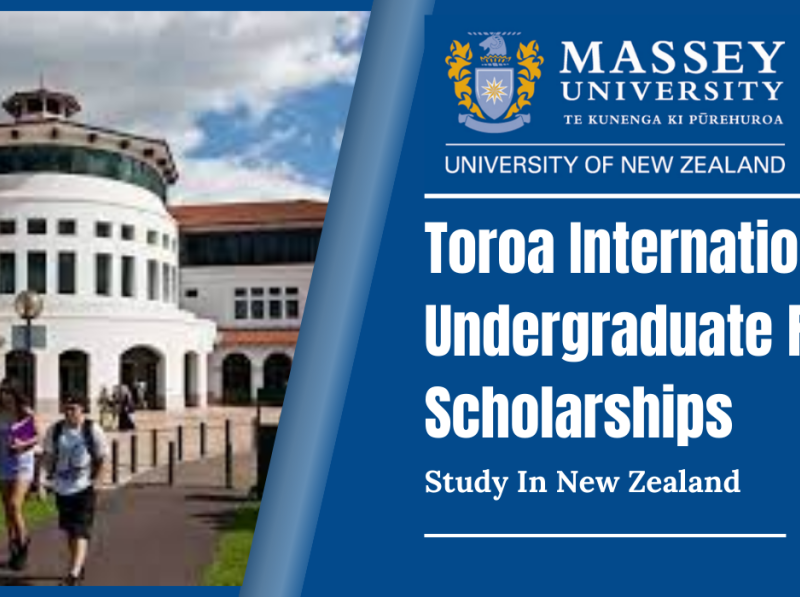 MASSEY
UNIVERSITY
TE KUNENGA KI PŪREHUROA
UNIVERSITY OF NEW ZEALAND
Toroa Internatio
Undergraduate F
Scholarships
Study In New Zealand